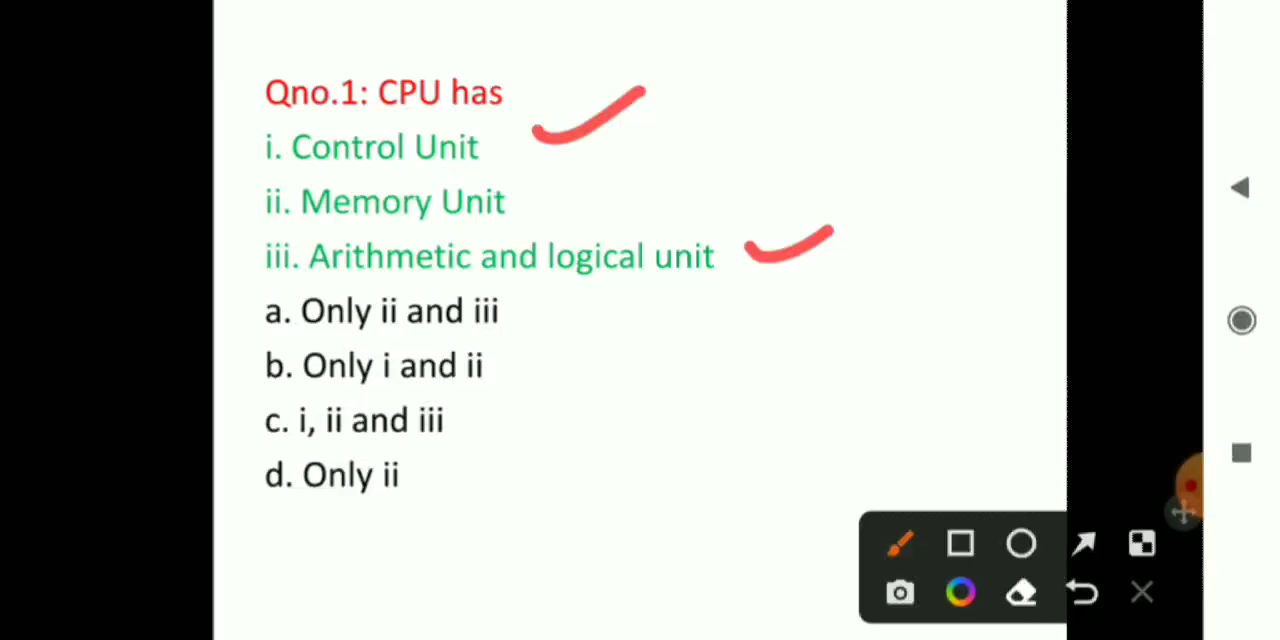 Qno.1: CPU has
i. Control Unit
ii. Memory Unit
iii. Arithmetic and logical unit
a. Only ii and iii
b. Only i and ii
c. i, ii and iii
d. Only ii